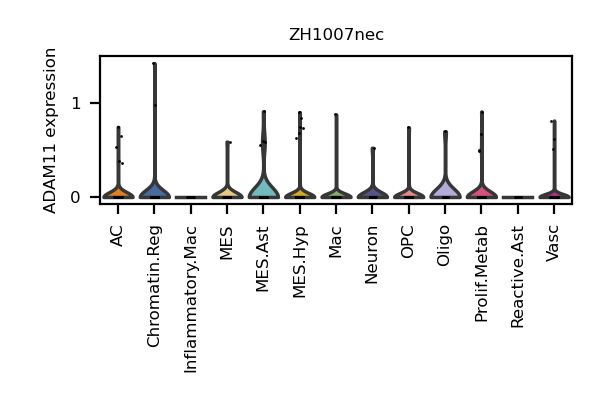 ZH1007nec
ADAM11 expression
1
0
AC
Chromatin.Reg
Inflammatory.Mac
MES
MES.Ast
MES.Hyp
Mac
Neuron
OPC
Oligo
Prolif.Metab
Reactive.Ast
Vasc